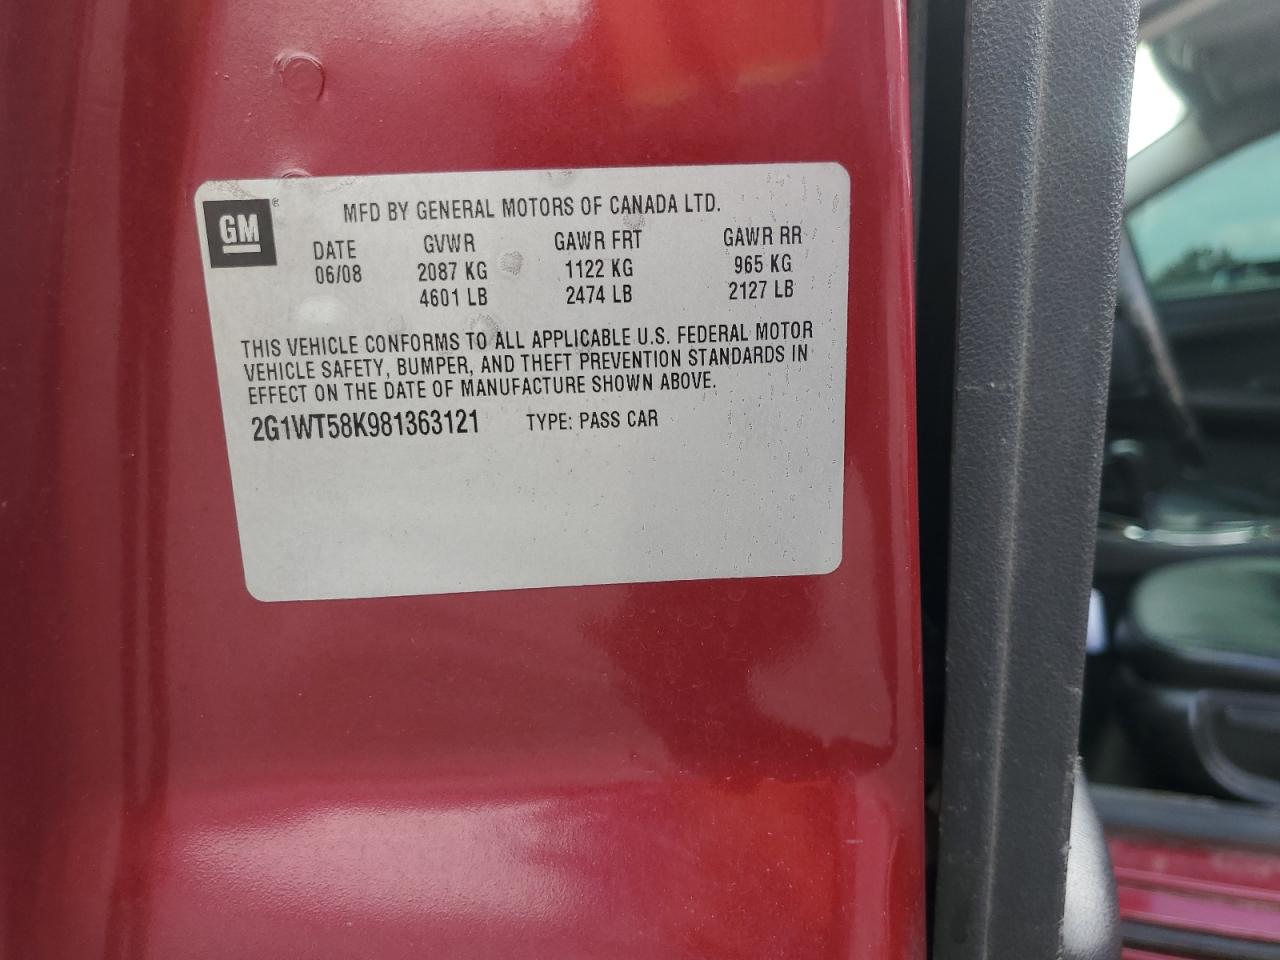 GM ®
MFD BY GENERAL MOTORS OF CANADA LTD.
DATE GVWR GAWR FRT GAWR RR
06/08 2087 KG 1122 KG 965 KG
4601 LB 2474 LB 2127 LB
THIS VEHICLE CONFORMS TO ALL APPLICABLE U.S. FEDERAL MOTOR
VEHICLE SAFETY, BUMPER, AND THEFT PREVENTION STANDARDS IN
EFFECT ON THE DATE OF MANUFACTURE SHOWN ABOVE.
2G1WT58K981363121 TYPE: PASS CAR